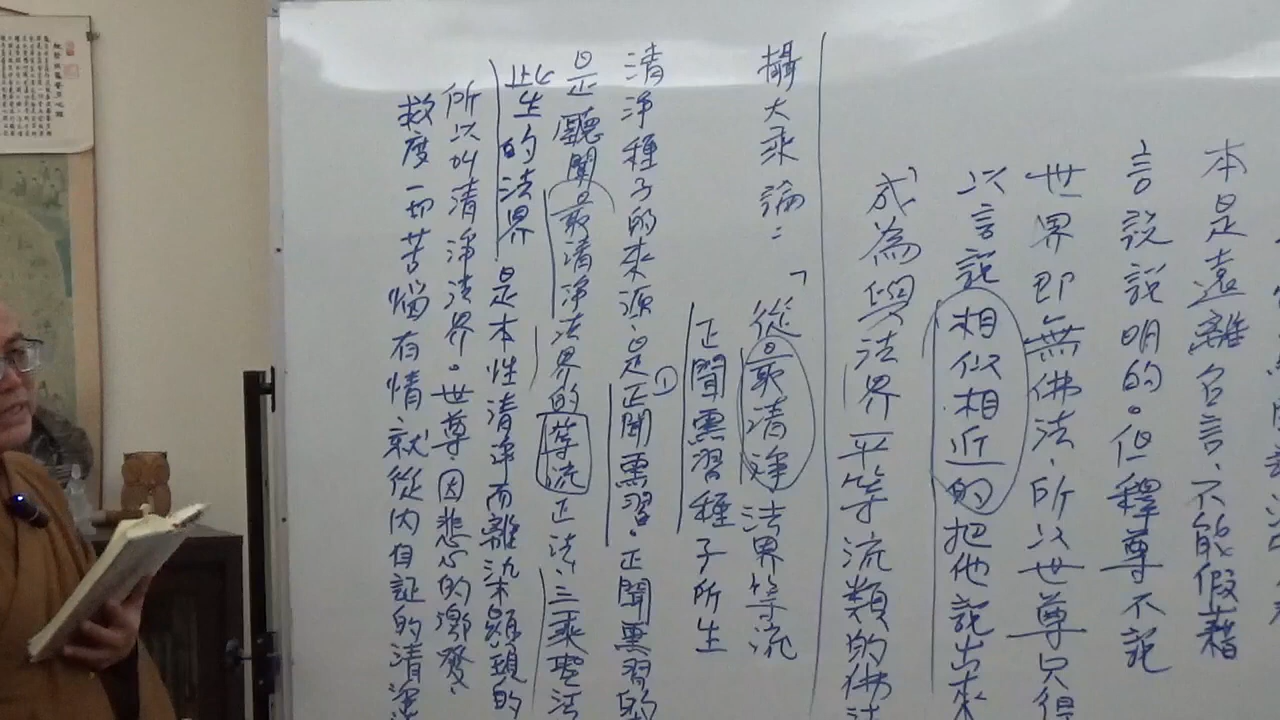 本是遠離名言、不能假藉
言說說明的。但釋尊不說
世界即無佛法、所以世尊只得
以言說相似相近的把他說出來
成為與法界平等流類的佛法
攝大乘論：「從最清淨法界等流
正聞熏習種子所生
清淨種子的來源、是①正聞熏習。正聞熏習的
是聽聞最清淨法界的等流正法、三乘聖法
此生的法界是本性清淨而離染顯現的
所以叫清淨法界。世尊因悲心的激發、
救度一切苦惱有情、就從內自証的清淨